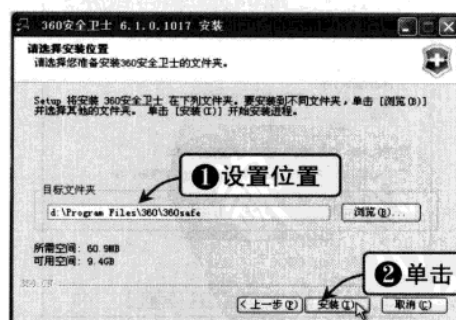 360安全卫士 6.1.0.1017 安装
请选择安装位置
请选择您准备安装360安全卫士的文件夹。
Setup 将安装 360安全卫士 在下列文件夹。要安装到不同文件夹，单击 [浏览(B)]
并选择其他的文件夹。 单击 [安装(I)] 开始安装进程。
❶设置位置
目标文件夹
d:\Program Files\360\360safe
浏览(B)...
所需空间: 60.9MB
可用空间: 9.4GB
❷单击
360.CN
<上一步(P) 安装(I) 取消(C)